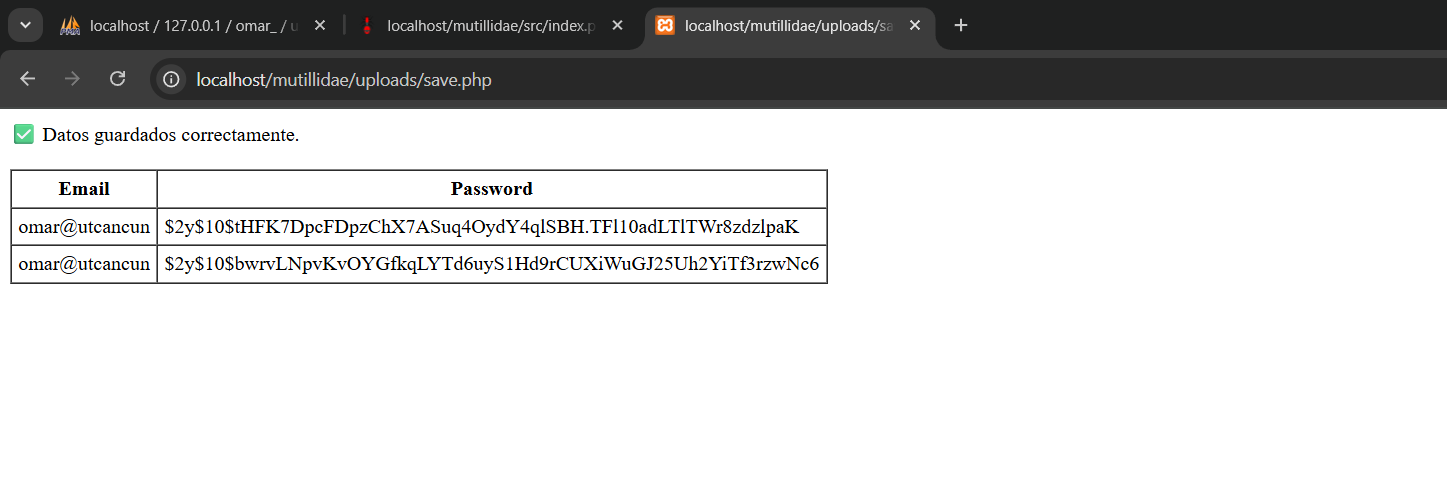 localhost / 127.0.0.1 / omar_ / u
localhost/mutillidae/src/index.p
localhost/mutillidae/uploads/sa
localhost/mutillidae/uploads/save.php
✅ Datos guardados correctamente.
Email Password
omar@utcancun $2y$10$tHFK7DpcFDpzChX7ASuq4OydY4qlSBH.TFl10adLTlTWr8zdzlpaK
omar@utcancun $2y$10$bwrvLNpvKvOYGfkqLYTd6uyS1Hd9rCUXiWuGJ25Uh2YiTf3rzwNc6